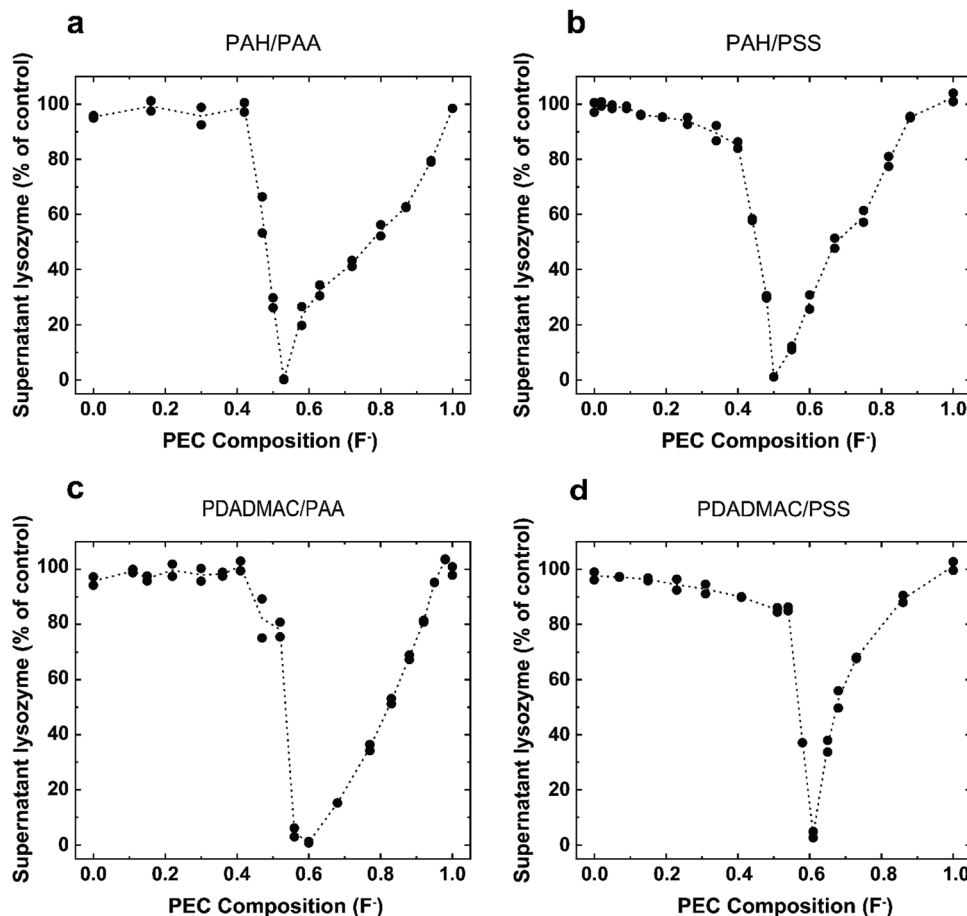 a
PAH/PAA
Supernatant lysozyme (% of control)
100
80
60
40
20
0
0.0 0.2 0.4 0.6 0.8 1.0
PEC Composition (F⁻)
b
PAH/PSS
Supernatant lysozyme (% of control)
100
80
60
40
20
0
0.0 0.2 0.4 0.6 0.8 1.0
PEC Composition (F⁻)
c
PDADMAC/PAA
Supernatant lysozyme (% of control)
100
80
60
40
20
0
0.0 0.2 0.4 0.6 0.8 1.0
PEC Composition (F⁻)
d
PDADMAC/PSS
Supernatant lysozyme (% of control)
100
80
60
40
20
0
0.0 0.2 0.4 0.6 0.8 1.0
PEC Composition (F⁻)